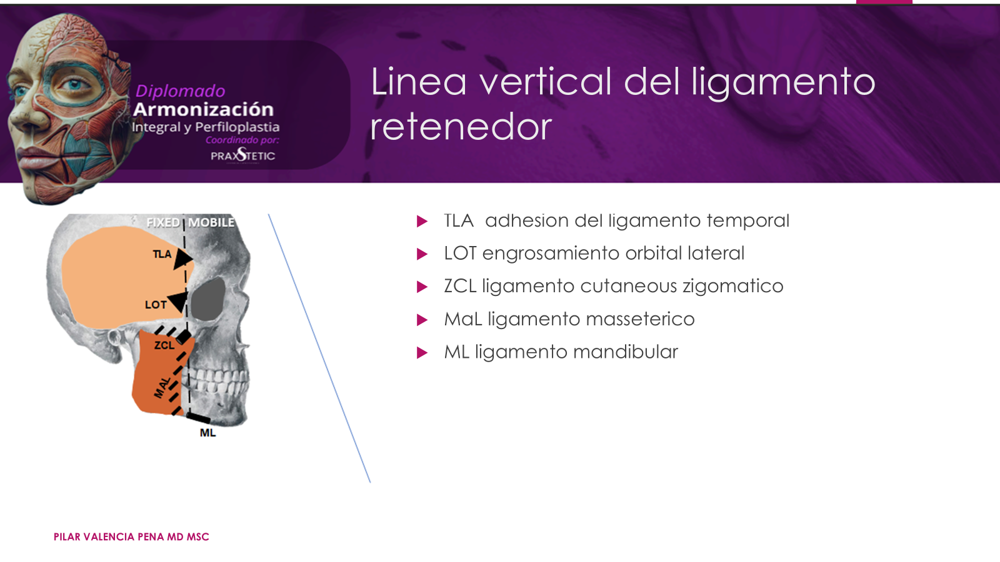 Diplomado
Armonización
Integral y Perfiloplastia
Coordinado por:
PRAXSTETIC
Linea vertical del ligamento
retenedor
FIXED MOBILE
TLA
LOT
ZCL
MAL
ML
TLA adhesion del ligamento temporal
LOT engrosamiento orbital lateral
ZCL ligamento cutaneous zigomatico
MaL ligamento masseterico
ML ligamento mandibular
PILAR VALENCIA PENA MD MSC